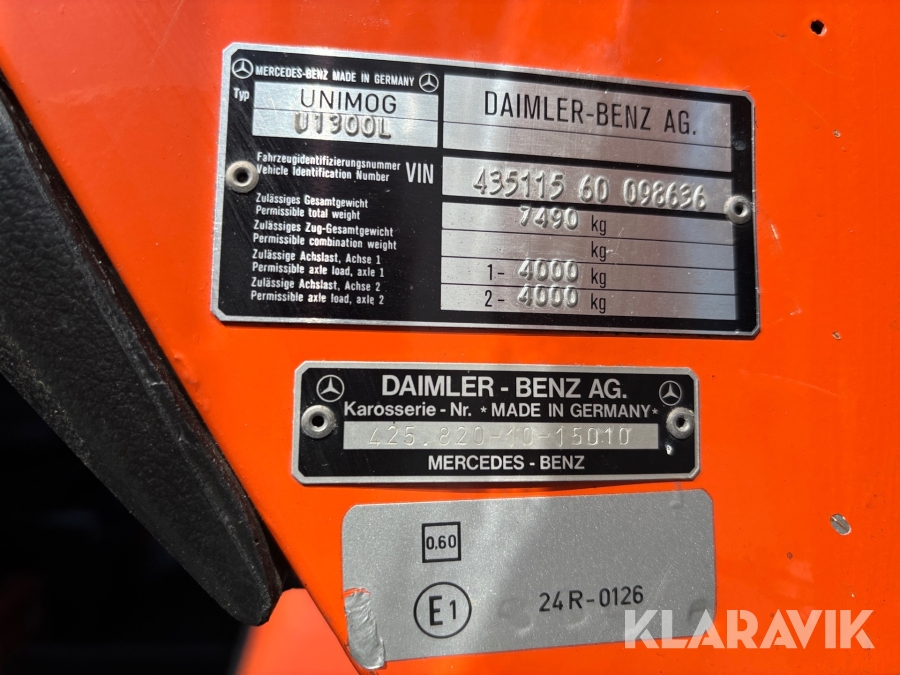 MERCEDES-BENZ MADE IN GERMANY
Typ
UNIMOG
U1300L
DAIMLER-BENZ AG.
Fahrzeugidentifizierungsnummer
Vehicle Identification Number
VIN
435115 60 098636
Zulässiges Gesamtgewicht
Permissible total weight
7490 kg
Zulässiges Zug-Gesamtgewicht
Permissible combination weight
kg
Zulässige Achslast, Achse 1
Permissible axle load, axle 1
1- 4000 kg
Zulässige Achslast, Achse 2
Permissible axle load, axle 2
2- 4000 kg
DAIMLER - BENZ AG.
Karosserie - Nr. * MADE IN GERMANY *
425.820-10-15010
MERCEDES - BENZ
0.60
E1
24 R-0126
KLARAVIK